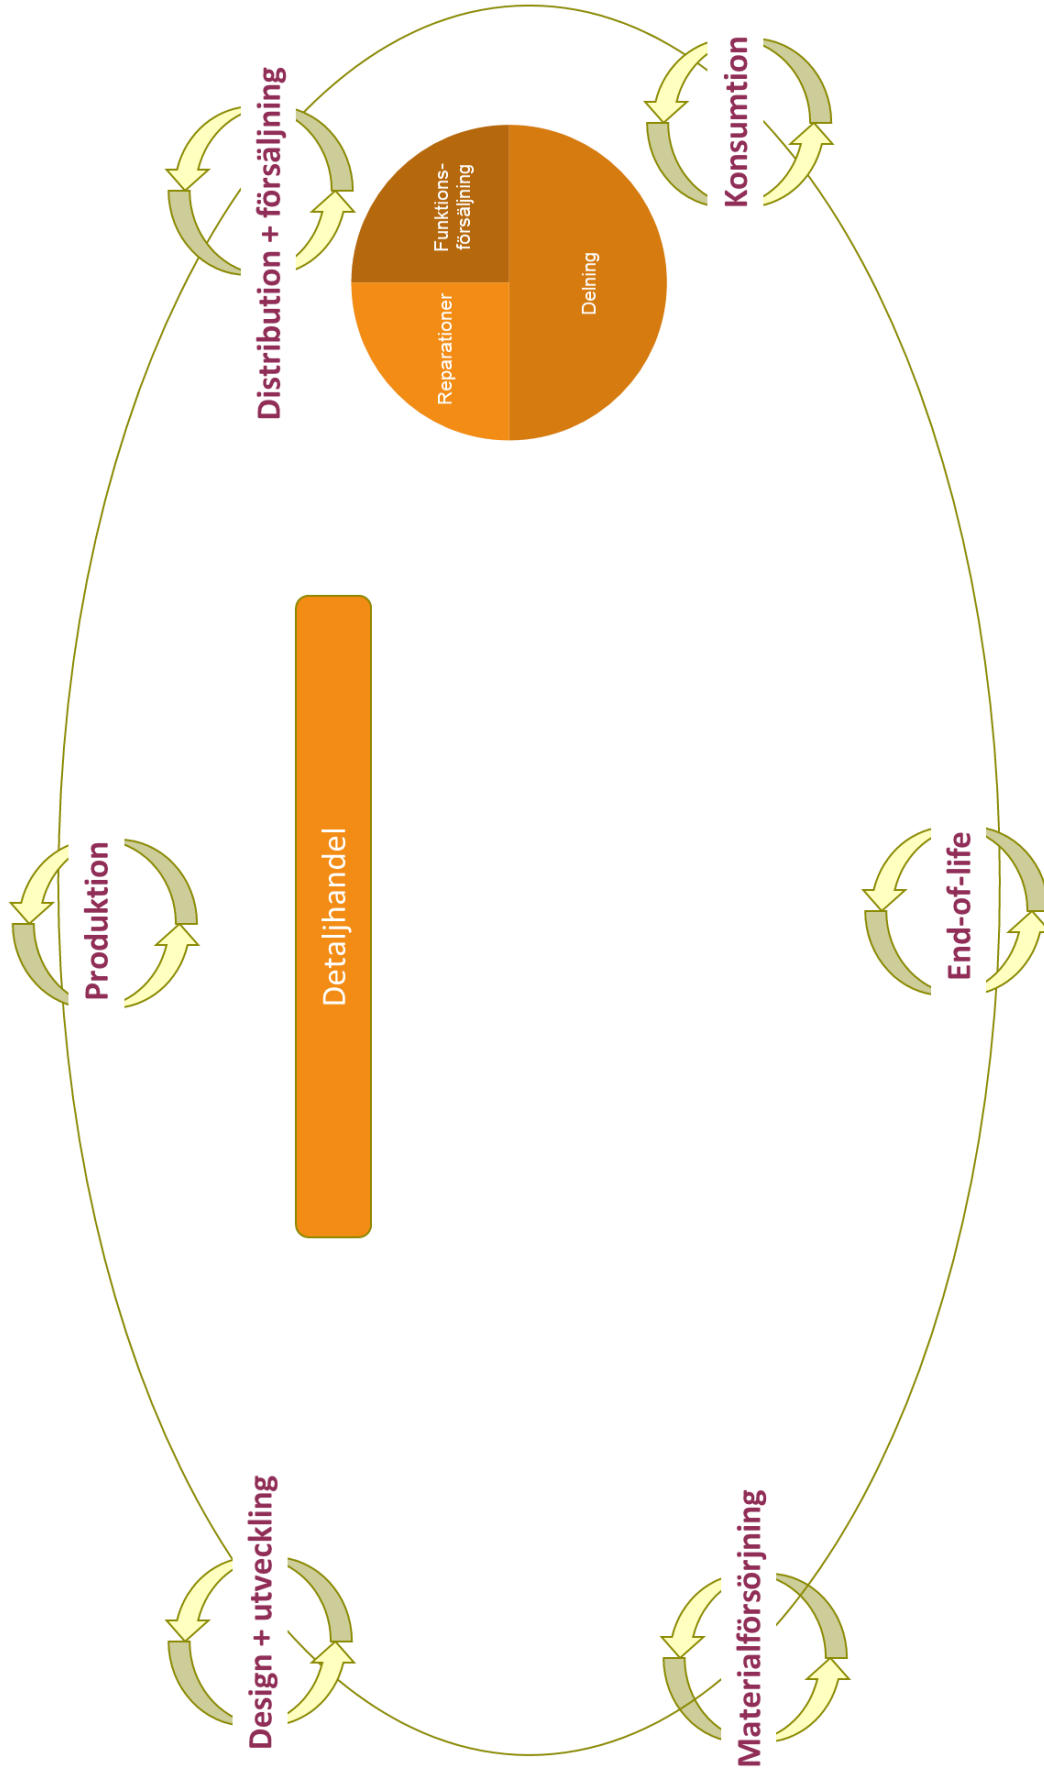 Produktion
Design + utveckling
Distribution + försäljning
Detaljhandel
Reparationer
Funktions-
försäljning
Delning
Materialförsörjning
Konsumtion
End-of-life